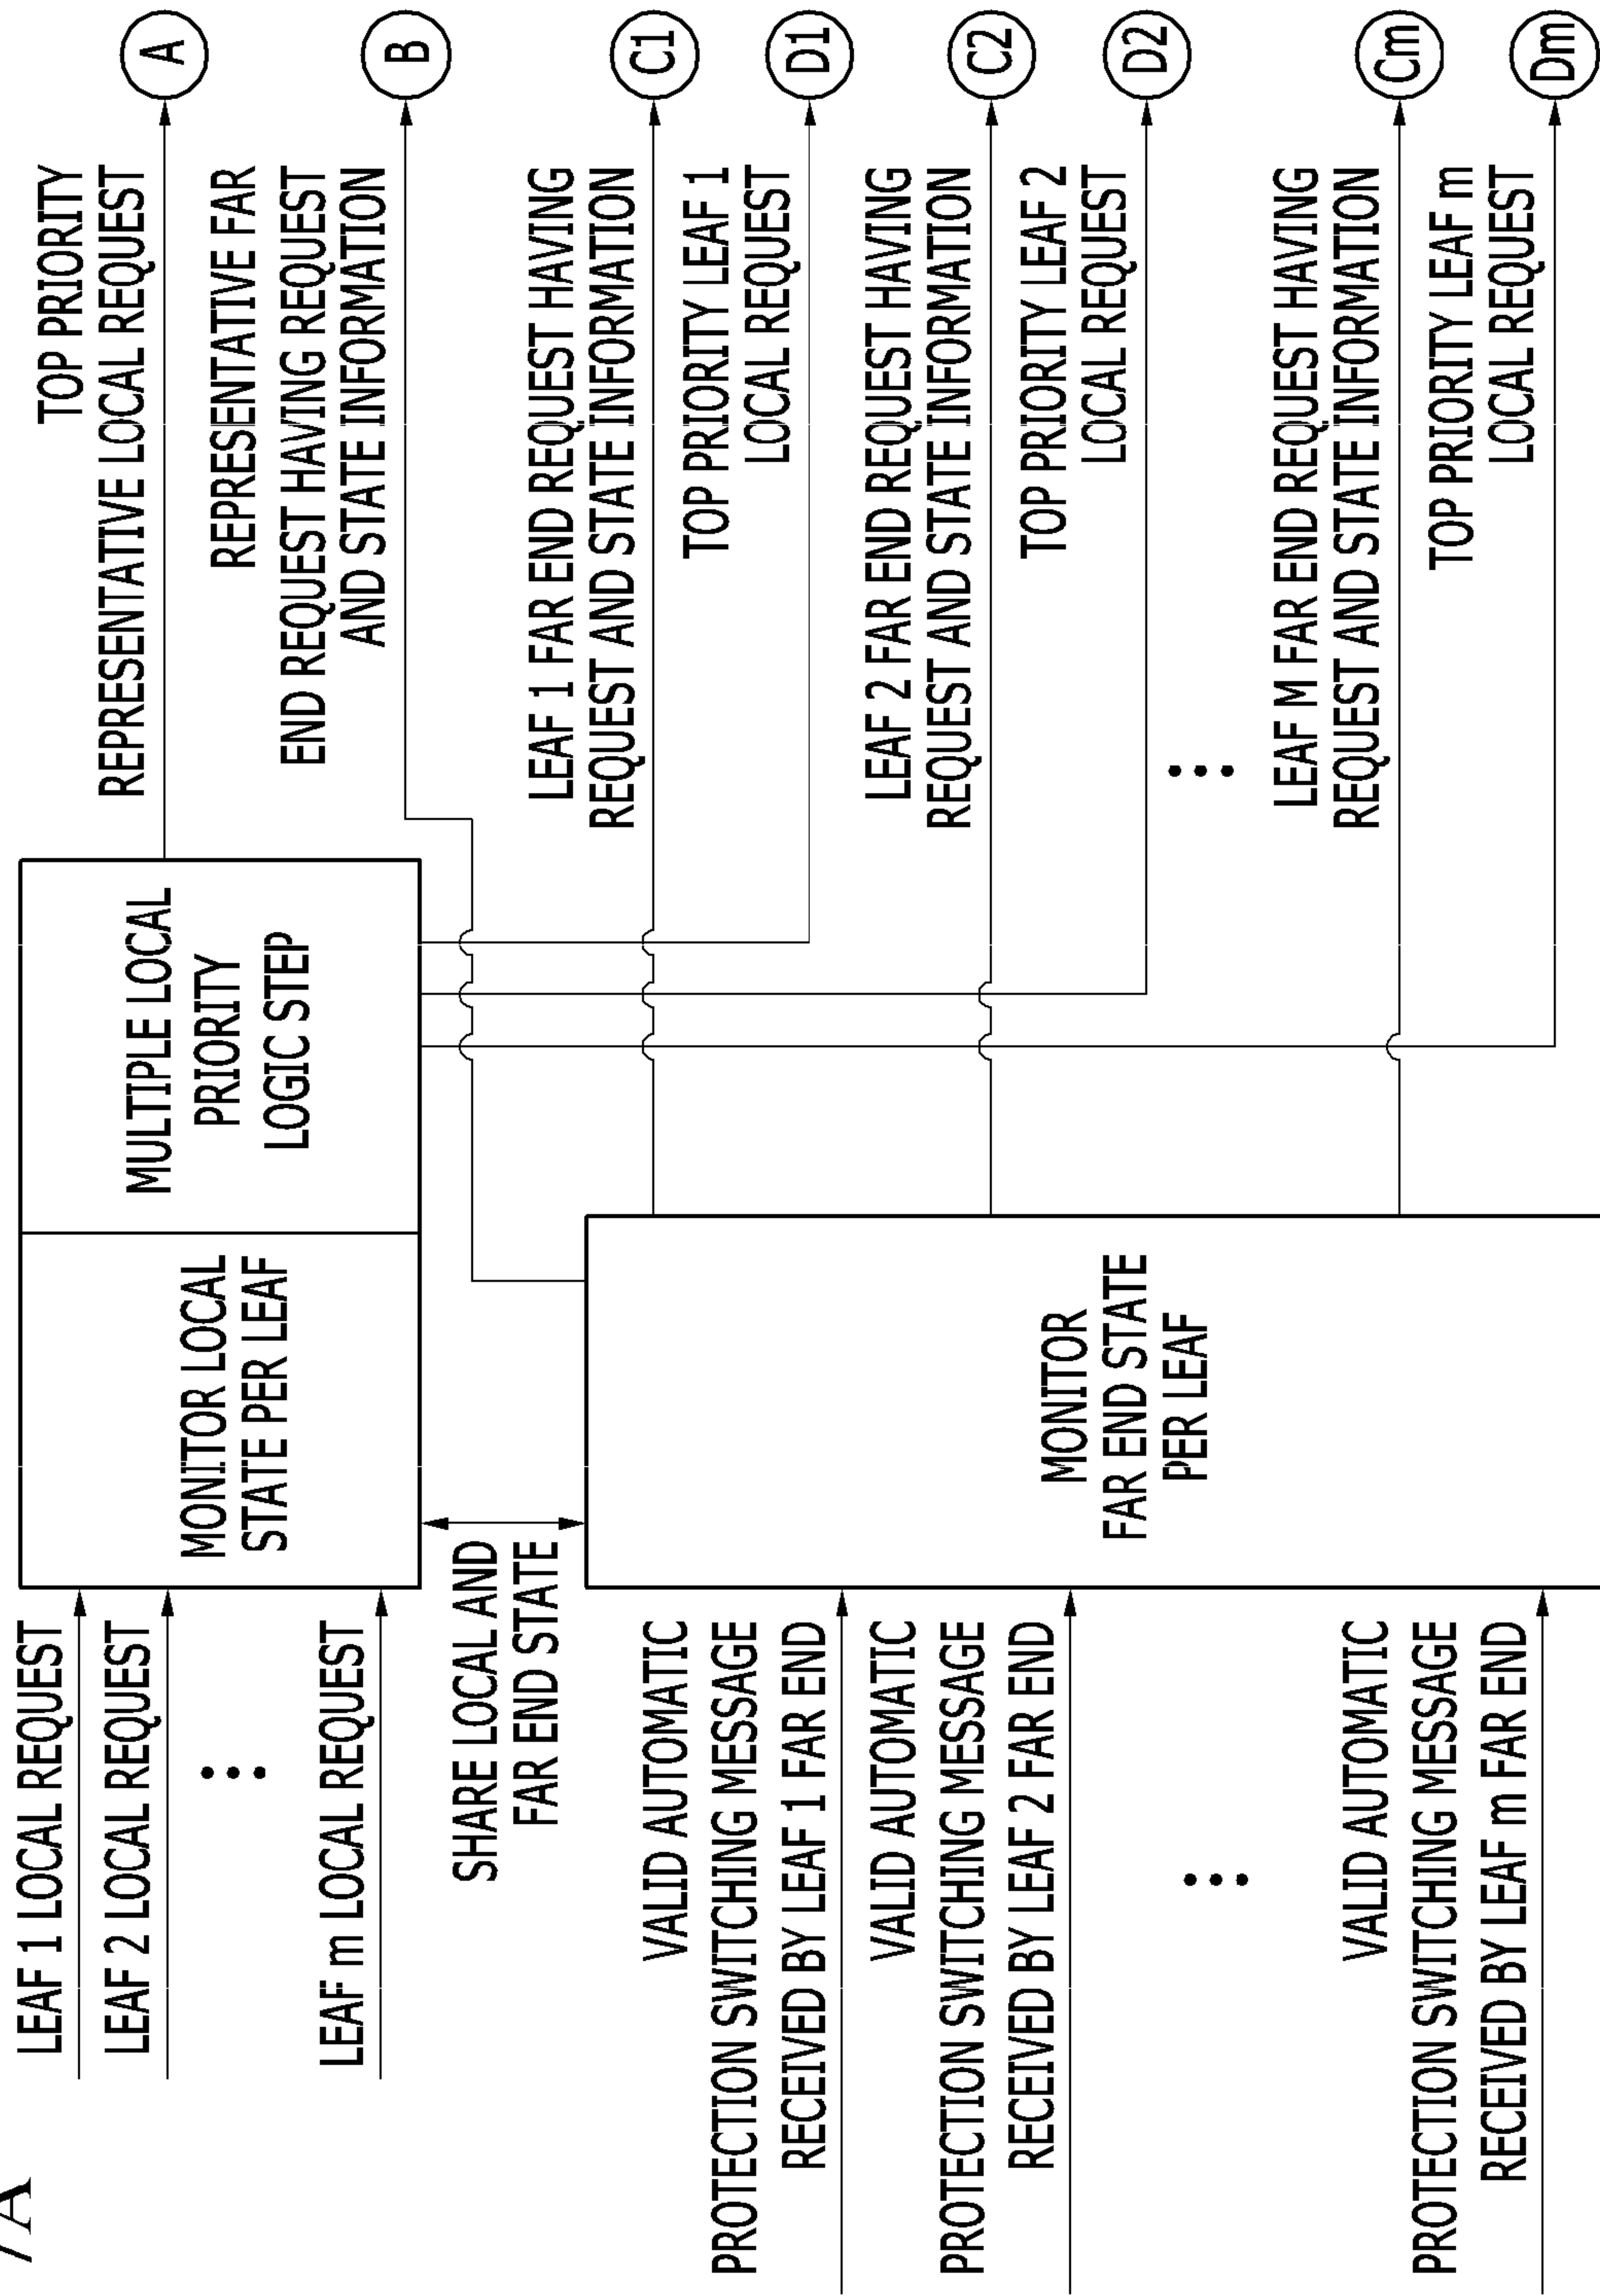 7A
LEAF 1 LOCAL REQUEST
LEAF 2 LOCAL REQUEST
LEAF m LOCAL REQUEST
MONITOR LOCAL
STATE PER LEAF
MULTIPLE LOCAL
PRIORITY
LOGIC STEP
TOP PRIORITY
REPRESENTATIVE LOCAL REQUEST
A
REPRESENTATIVE FAR
END REQUEST HAVING REQUEST
AND STATE INFORMATION
B
SHARE LOCAL AND
FAR END STATE
VALID AUTOMATIC
PROTECTION SWITCHING MESSAGE
RECEIVED BY LEAF 1 FAR END
VALID AUTOMATIC
PROTECTION SWITCHING MESSAGE
RECEIVED BY LEAF 2 FAR END
VALID AUTOMATIC
PROTECTION SWITCHING MESSAGE
RECEIVED BY LEAF m FAR END
MONITOR
FAR END STATE
PER LEAF
LEAF 1 FAR END REQUEST HAVING
REQUEST AND STATE INFORMATION
C1
TOP PRIORITY LEAF 1
LOCAL REQUEST
D1
LEAF 2 FAR END REQUEST HAVING
REQUEST AND STATE INFORMATION
C2
TOP PRIORITY LEAF 2
LOCAL REQUEST
D2
LEAF M FAR END REQUEST HAVING
REQUEST AND STATE INFORMATION
Cm
TOP PRIORITY LEAF m
LOCAL REQUEST
Dm